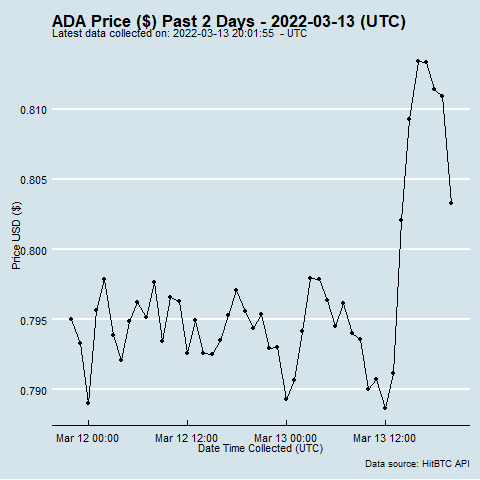 ADA Price ($) Past 2 Days - 2022-03-13 (UTC)
Latest data collected on: 2022-03-13 20:01:55 - UTC
0.810
0.805
0.800
0.795
0.790
Price USD ($)
Mar 12 00:00
Mar 12 12:00
Mar 13 00:00
Mar 13 12:00
Date Time Collected (UTC)
Data source: HitBTC API